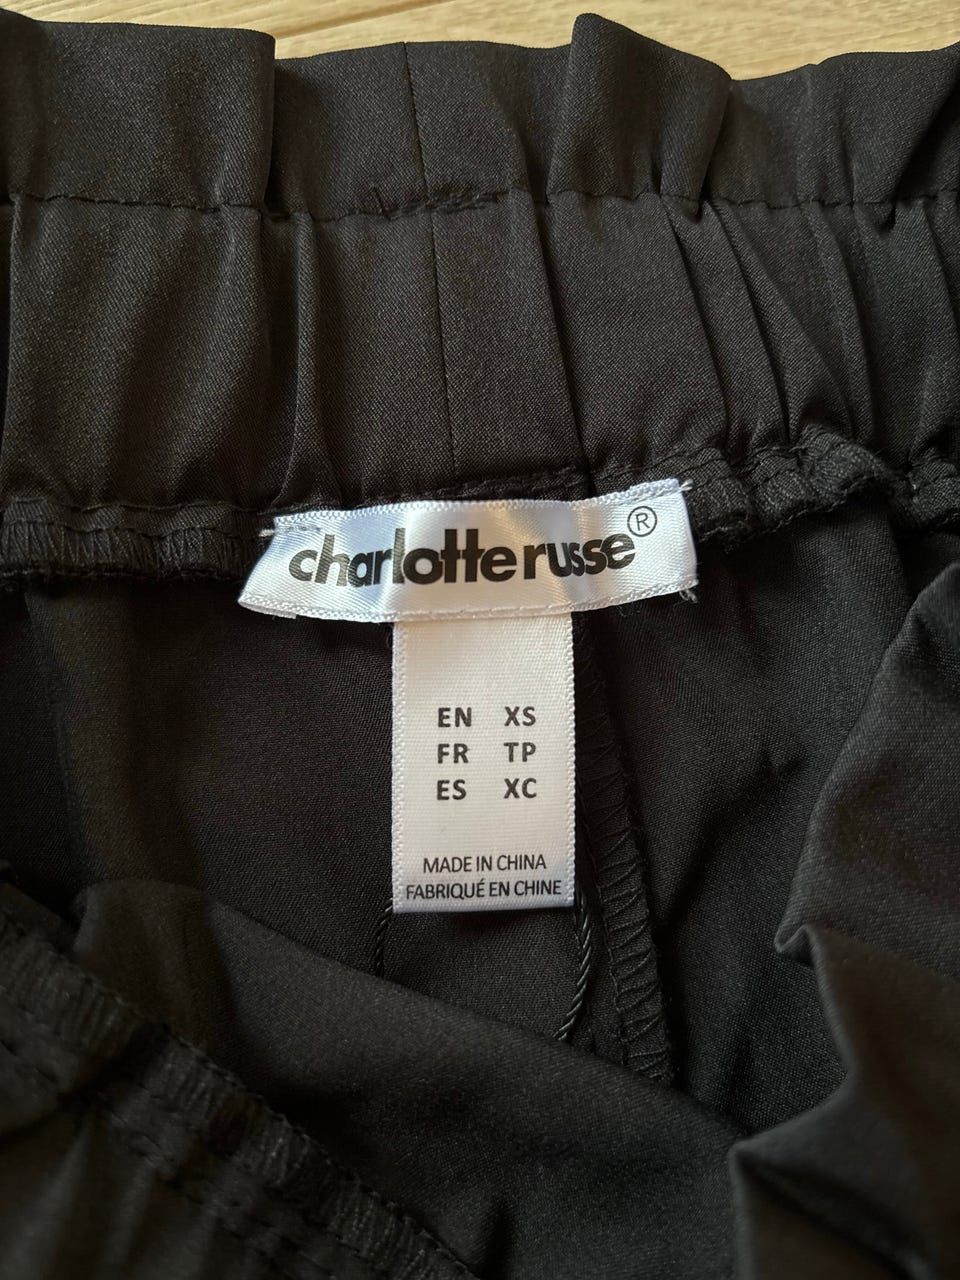 charlotte russe®
EN XS
FR TP
ES XC
MADE IN CHINA
FABRIQUÉ EN CHINE